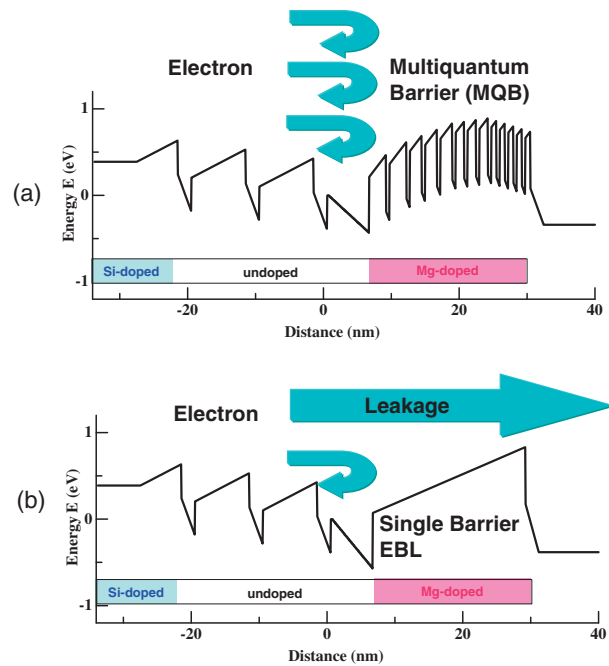 Electron
Multiquantum
Barrier (MQB)
(a)
Energy E (eV)
1
0
-1
Si-doped
undoped
Mg-doped
-20
0
20
40
Distance (nm)
Electron
Leakage
(b)
Energy E (eV)
1
0
-1
Single Barrier
EBL
Si-doped
undoped
Mg-doped
-20
0
20
40
Distance (nm)